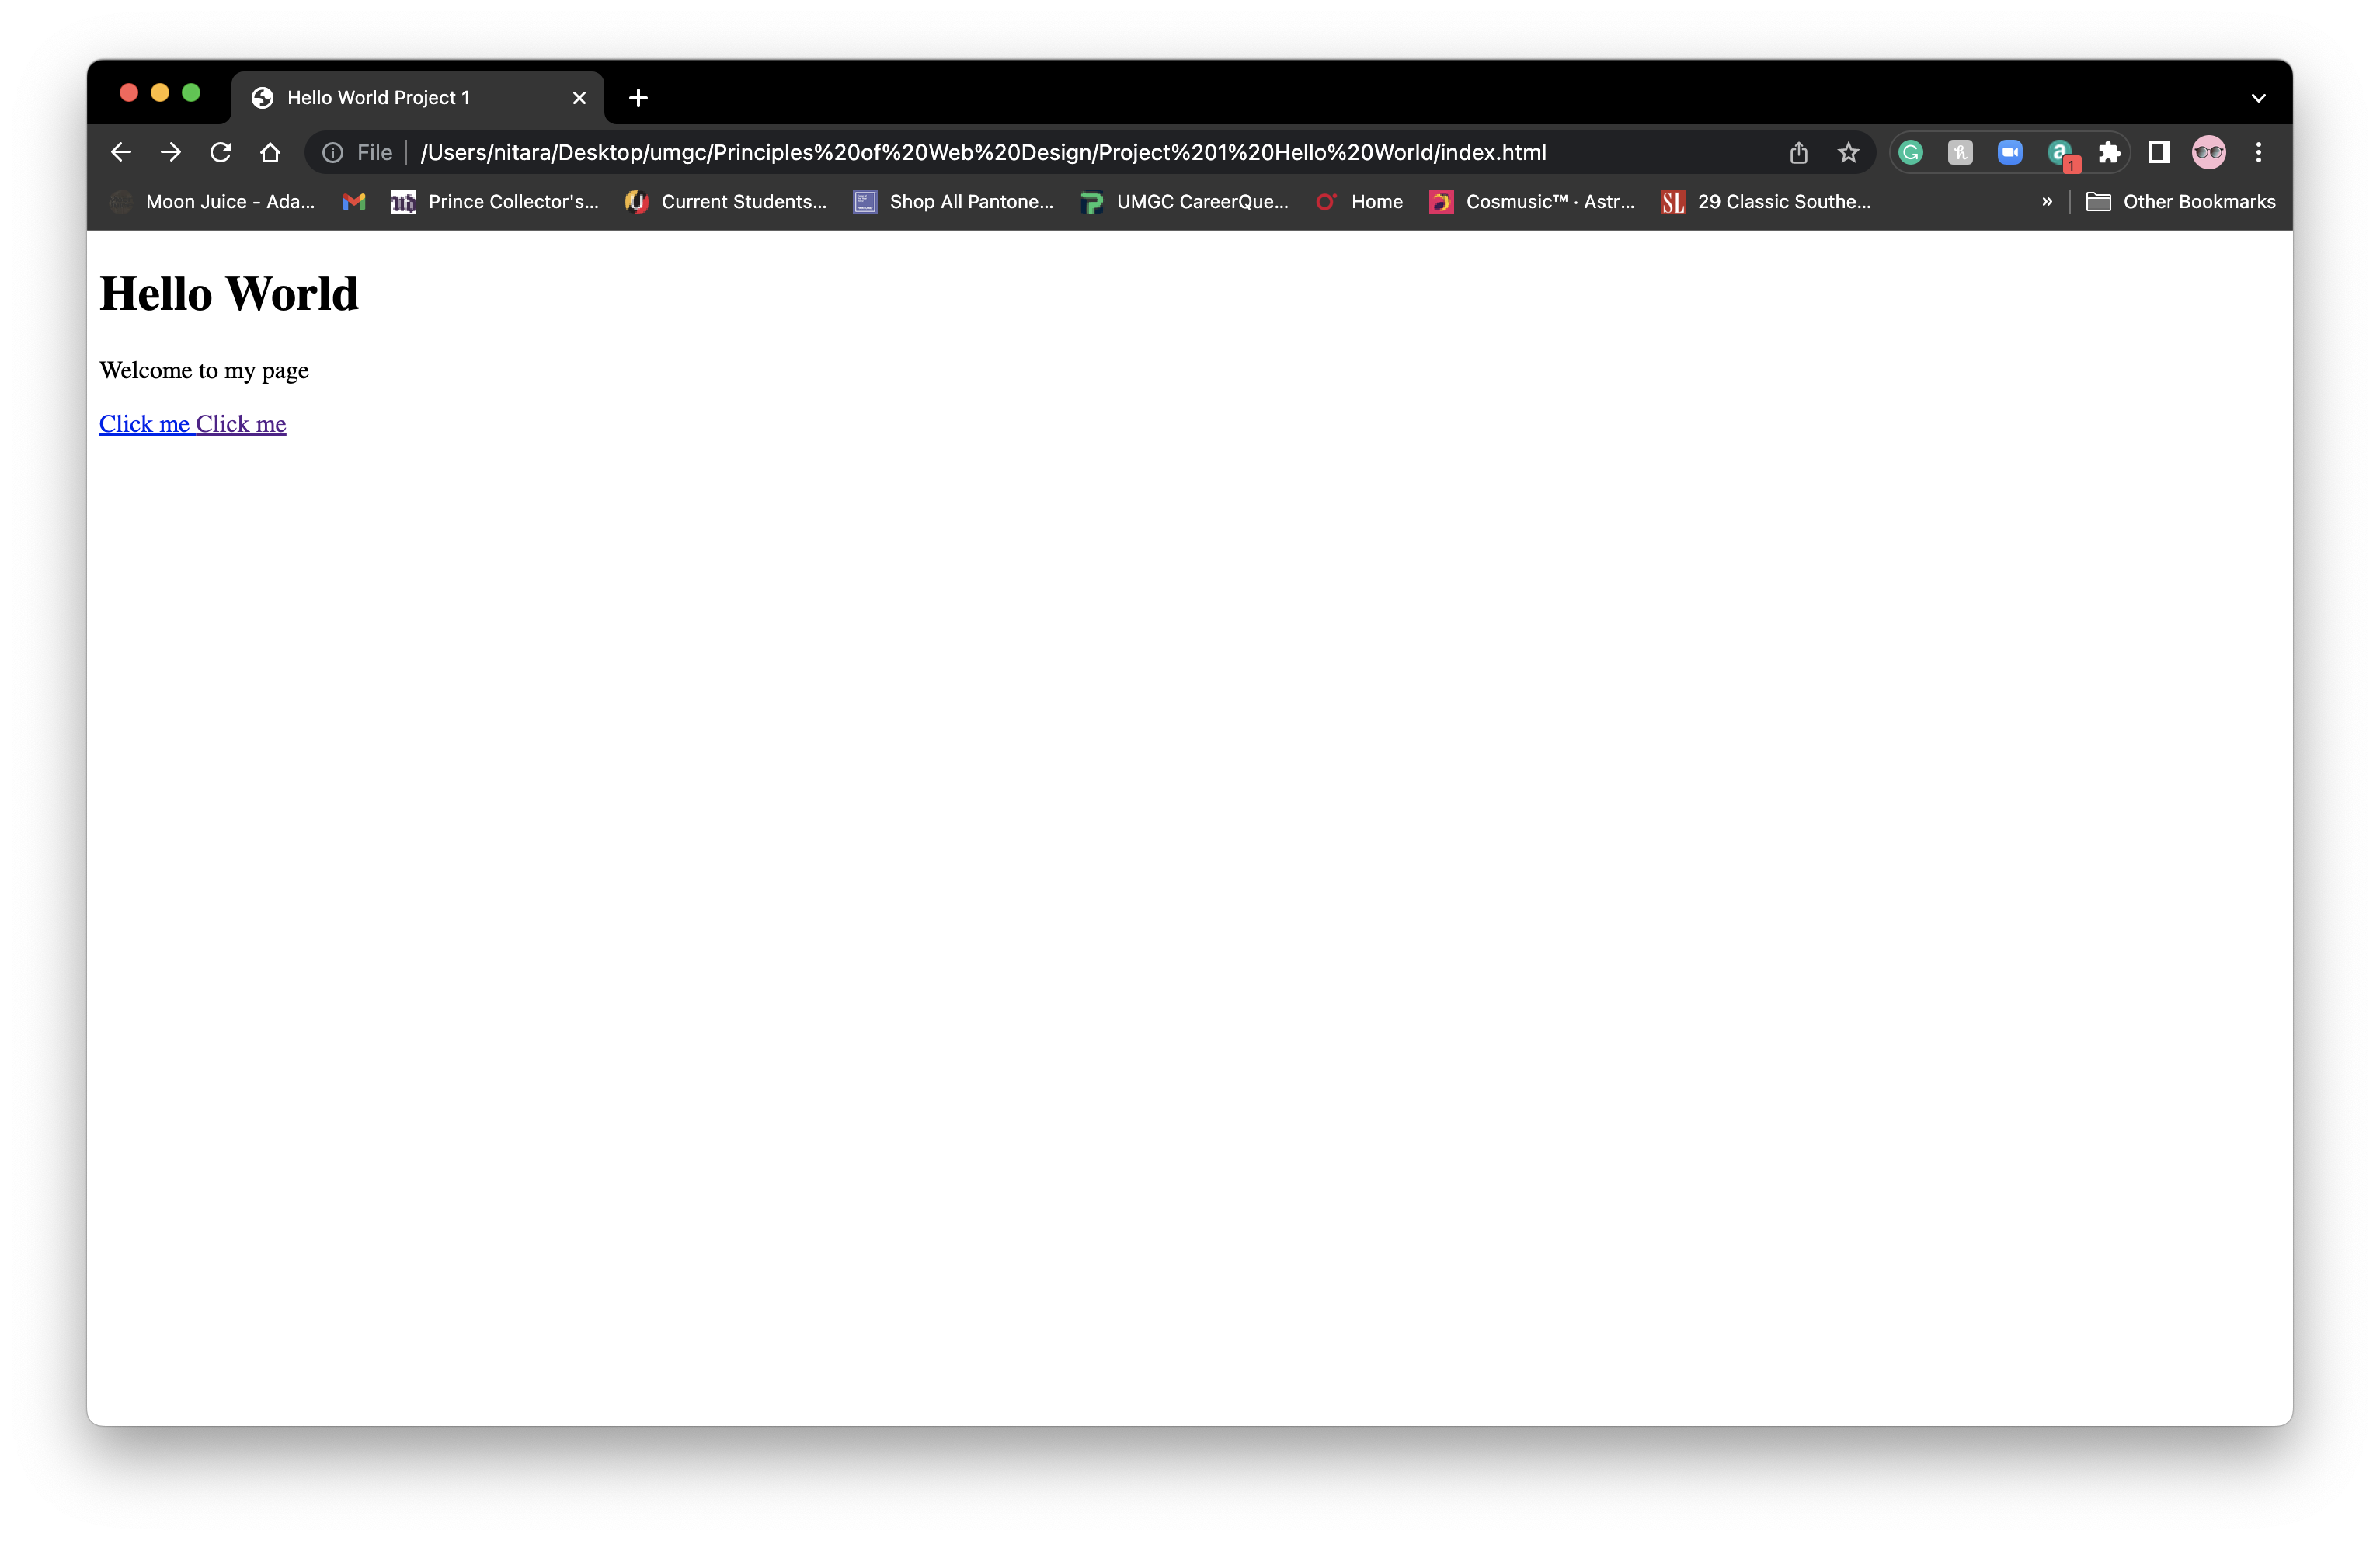 Hello World Project 1
File /Users/nitara/Desktop/umgc/Principles%20of%20Web%20Design/Project%201%20Hello%20World/index.html
1
Moon Juice - Ada... Prince Collector's... Current Students... Shop All Pantone... UMGC CareerQue... Home Cosmusic™ · Astr... SL 29 Classic Southe... » Other Bookmarks
Hello World
Welcome to my page
Click me Click me